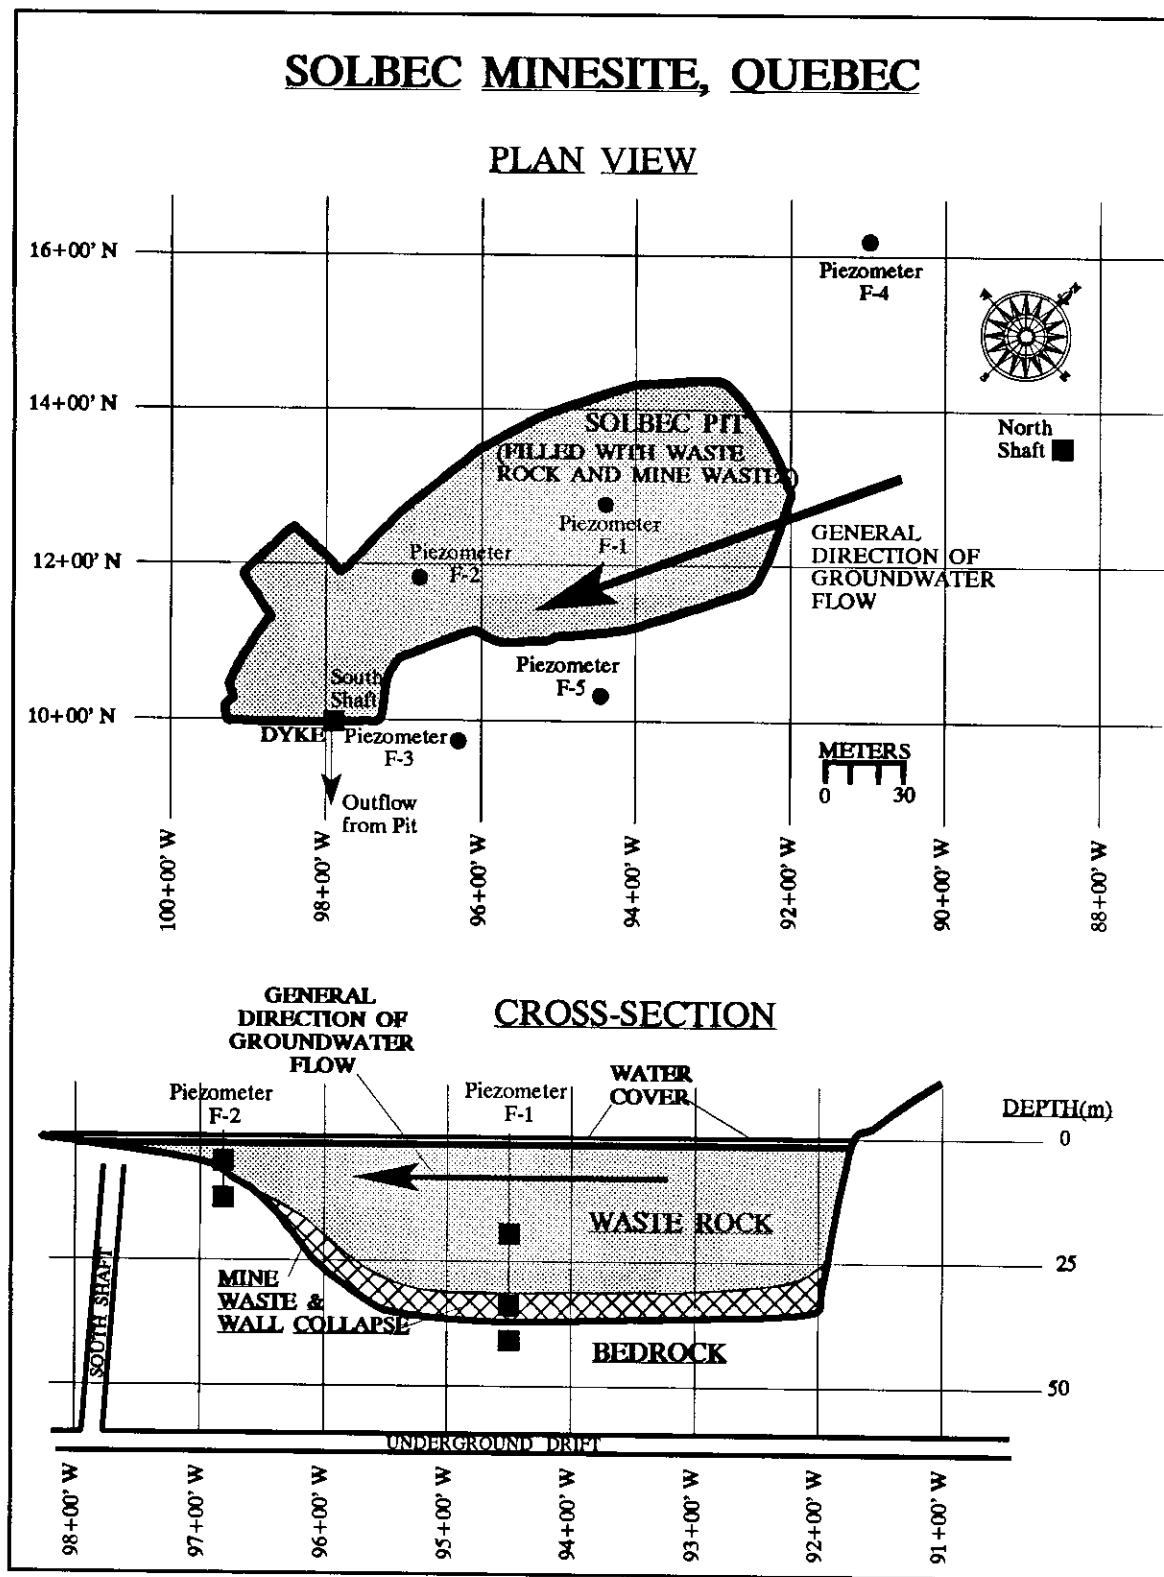 SOLBEC MINESITE, QUEBEC
PLAN VIEW
16+00' N
Piezometer
F-4
14+00' N
SOLBEC PIT
(FILLED WITH WASTE
ROCK AND MINE WASTE)
North
Shaft
Piezometer
F-1
GENERAL
DIRECTION OF
GROUNDWATER
FLOW
12+00' N
Piezometer
F-2
Piezometer
F-5
South
Shaft
10+00' N
DYKE
Piezometer
F-3
METERS
0 30
Outflow
from Pit
100+00' W
98+00' W
96+00' W
94+00' W
92+00' W
90+00' W
88+00' W
CROSS-SECTION
GENERAL
DIRECTION OF
GROUNDWATER
FLOW
Piezometer
F-2
Piezometer
F-1
WATER
COVER
DEPTH(m)
0
WASTE ROCK
25
MINE
WASTE &
WALL COLLAPSE
BEDROCK
SOUTH SHAFT
50
UNDERGROUND DRIFT
98+00' W
97+00' W
96+00' W
95+00' W
94+00' W
93+00' W
92+00' W
91+00' W